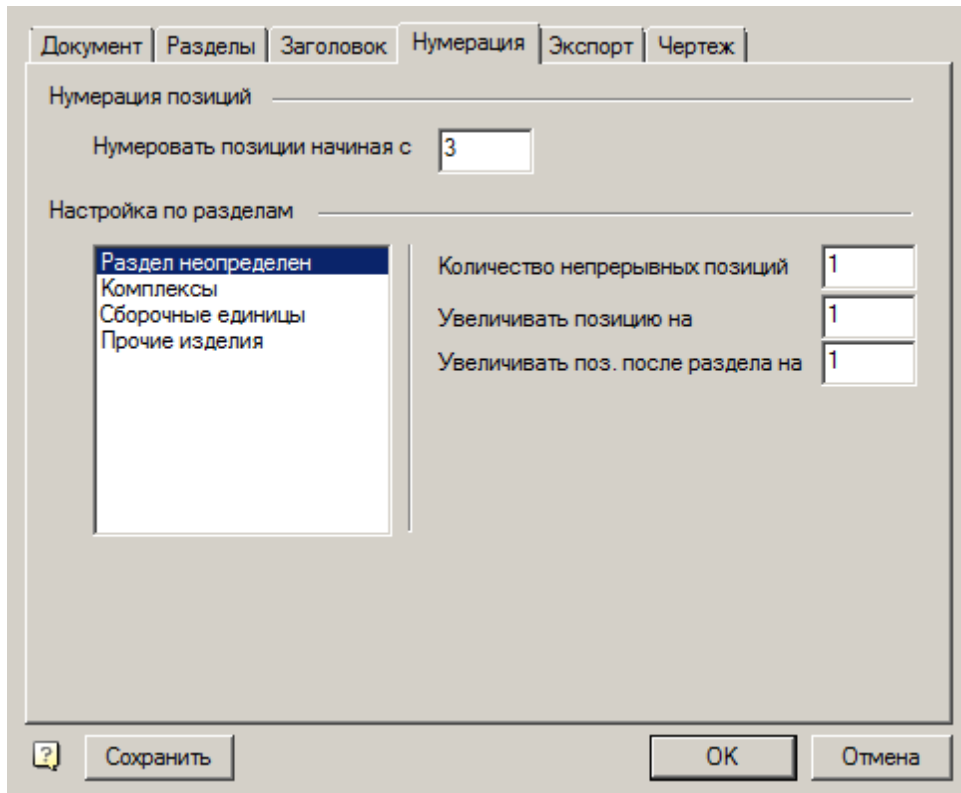 Документ Разделы Заголовок Нумерация Экспорт Чертеж
Нумерация позиций
Нумеровать позиции начиная с 3
Настройка по разделам
Раздел неопределен
Комплексы
Сборочные единицы
Прочие изделия
Количество непрерывных позиций 1
Увеличивать позицию на 1
Увеличивать поз. после раздела на 1
? Сохранить OK Отмена